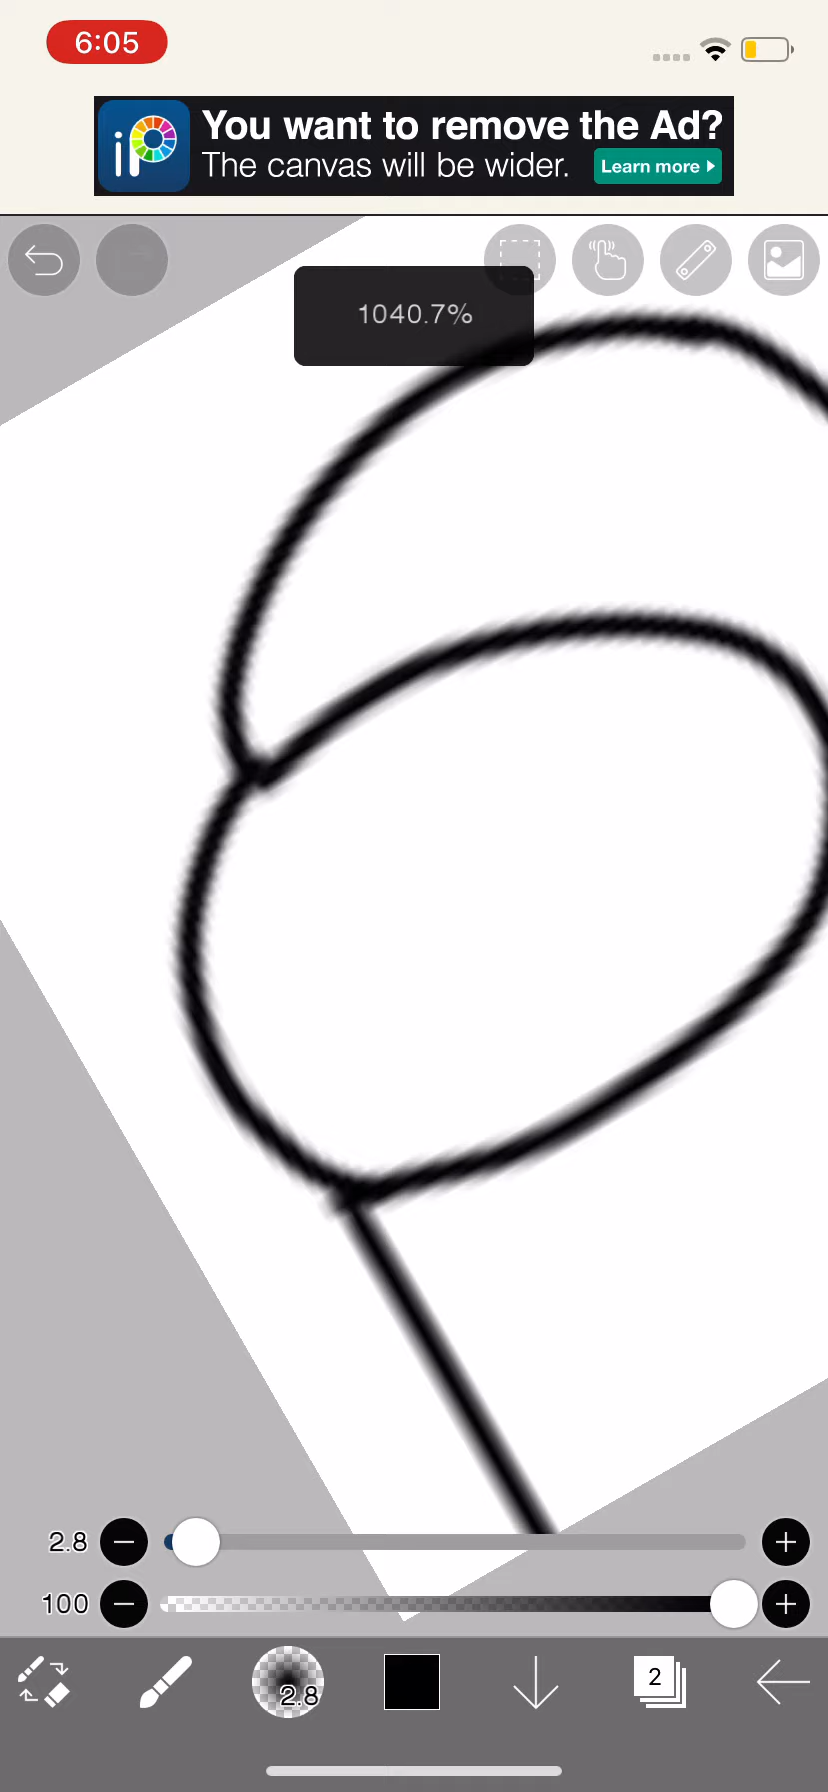 6:05
iP
You want to remove the Ad?
The canvas will be wider.
Learn more
1040.7%
2.8
100
2.8
2